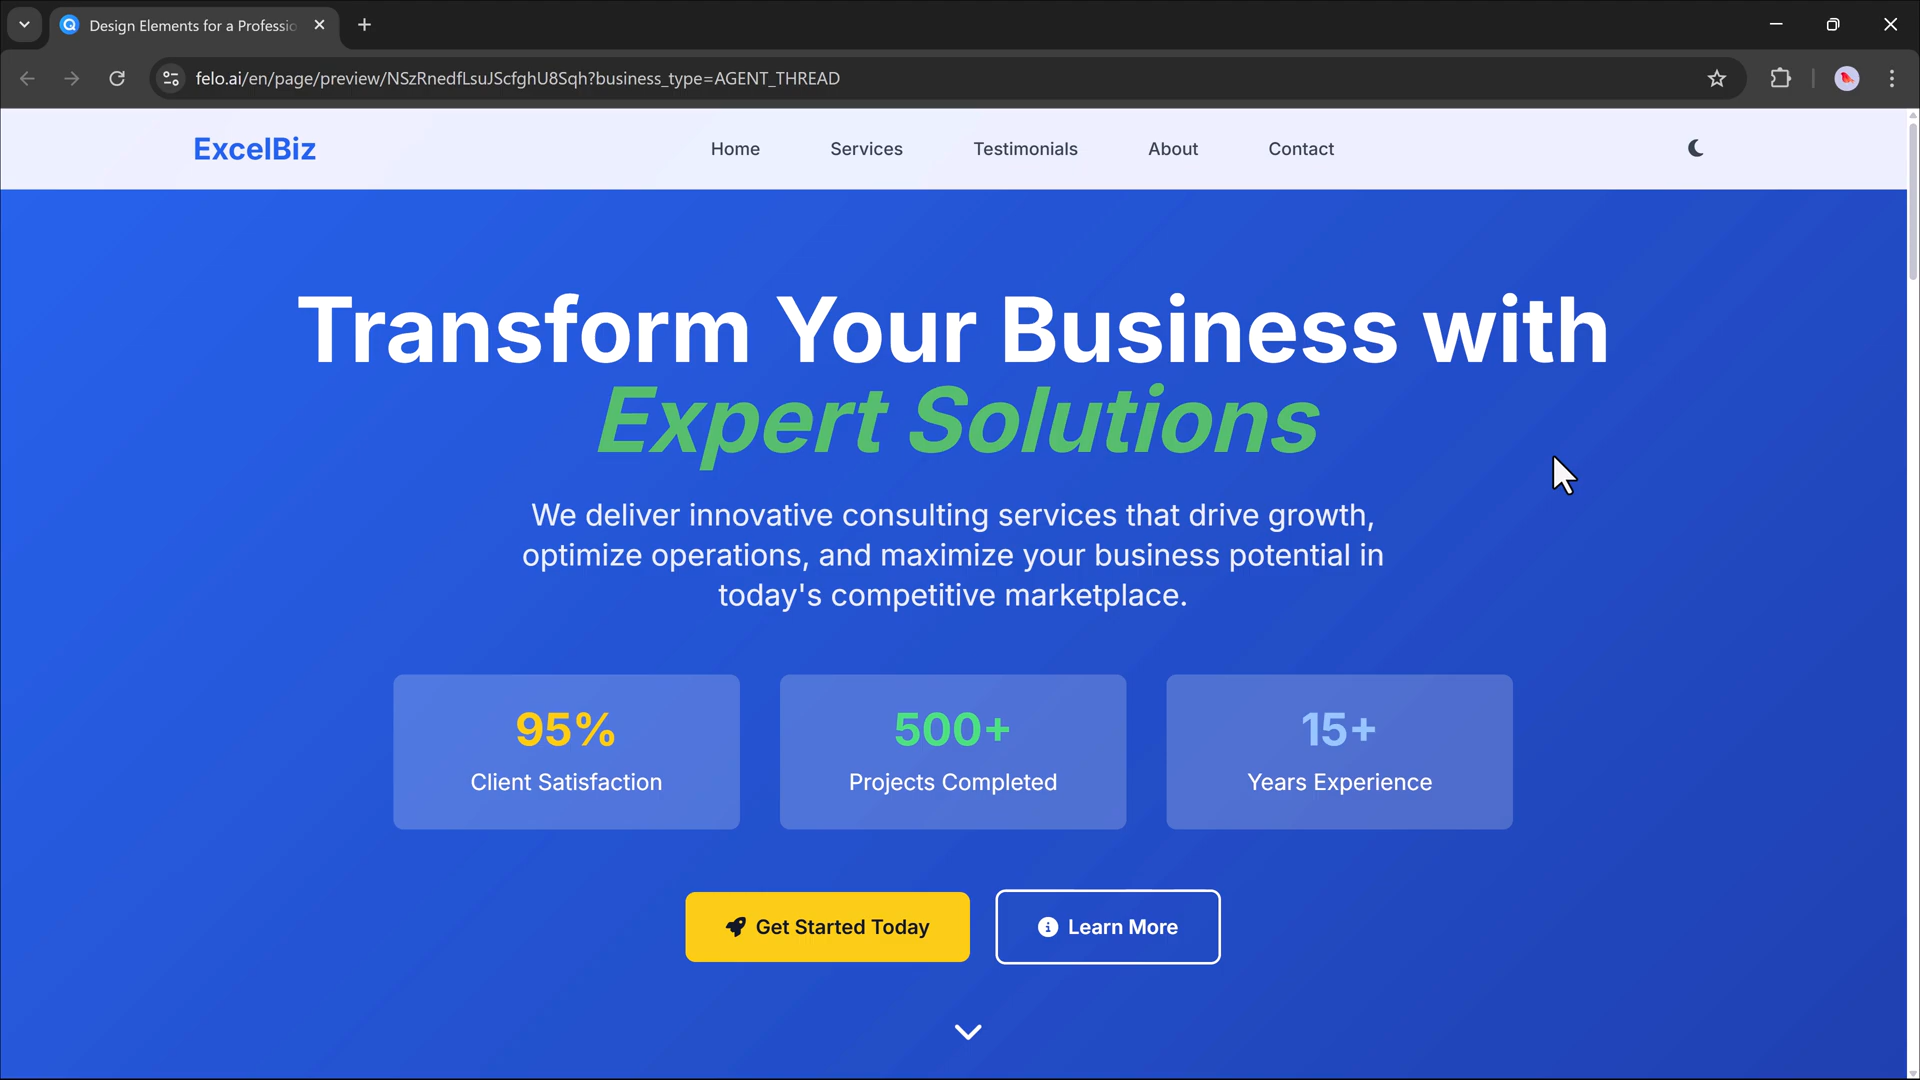 Design Elements for a Professio
felo.ai/en/page/preview/NSzRnedfLsuJScfghU8Sqh?business_type=AGENT_THREAD
ExcelBiz
Home
Services
Testimonials
About
Contact
Transform Your Business with
Expert Solutions
We deliver innovative consulting services that drive growth,
optimize operations, and maximize your business potential in
today's competitive marketplace.
95%
Client Satisfaction
500+
Projects Completed
15+
Years Experience
Get Started Today
Learn More